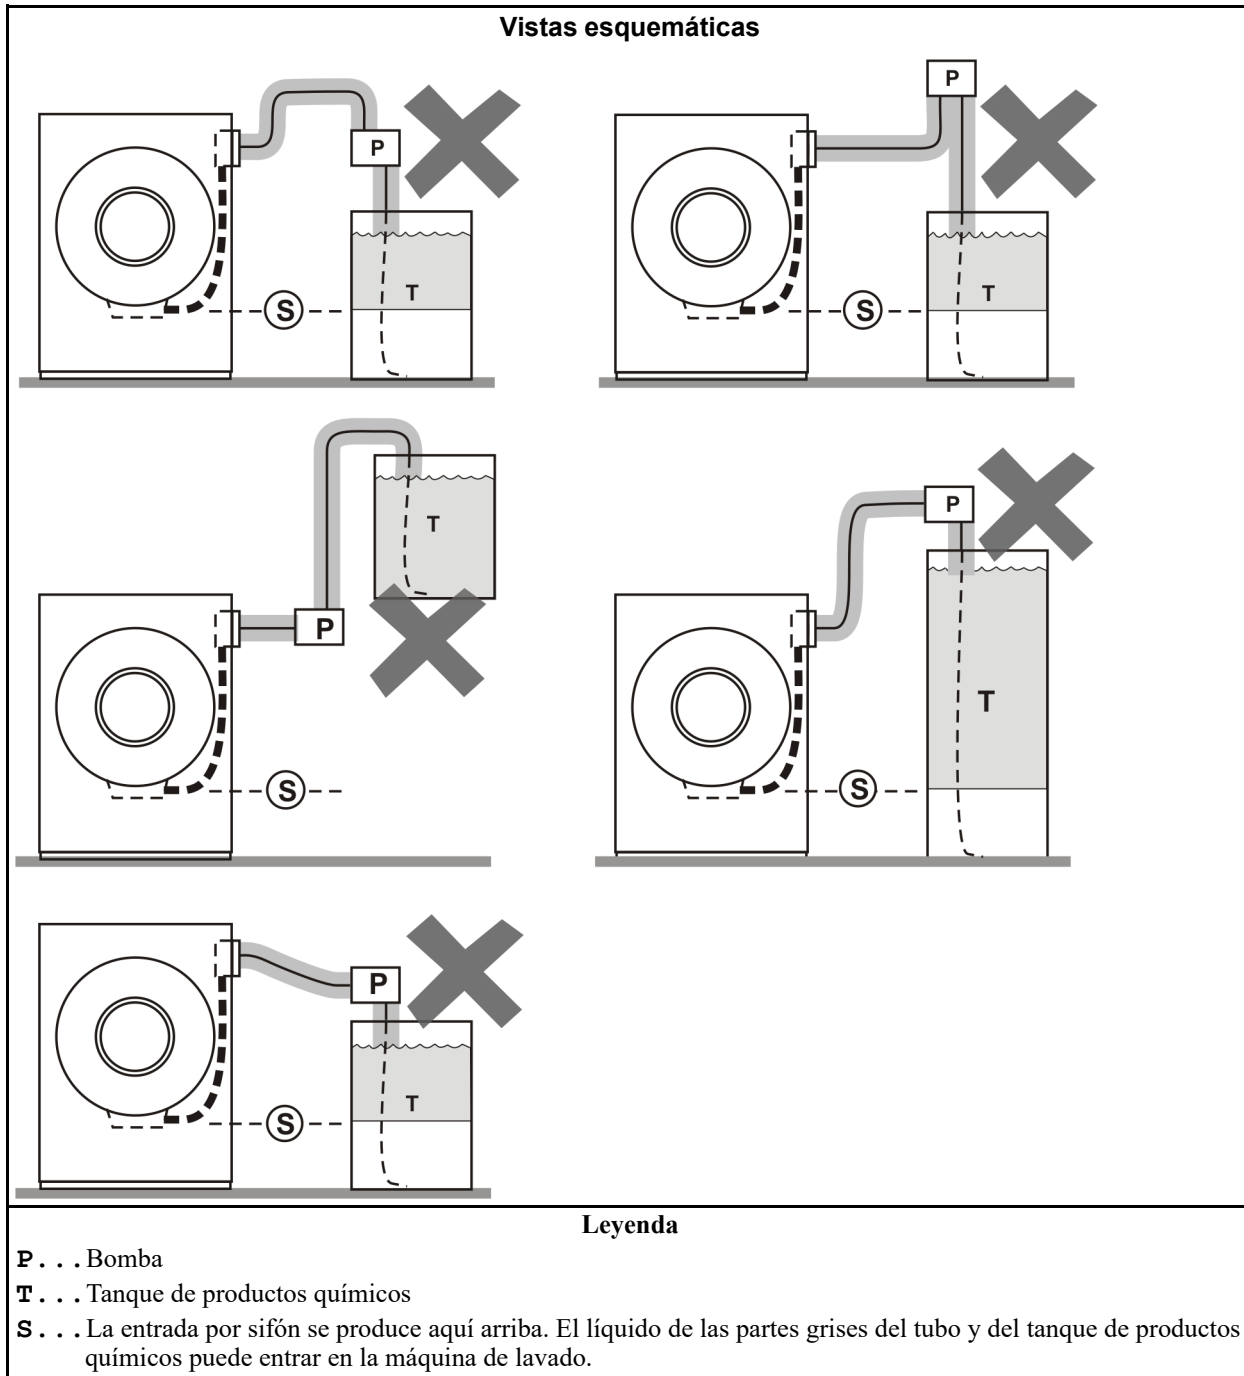 Vistas esquemáticas
P
P
T
T
S
S
T
P
P
T
S
S
P
T
S
Leyenda
P...Bomba
T...Tanque de productos químicos
S...La entrada por sifón se produce aquí arriba. El líquido de las partes grises del tubo y del tanque de productos
químicos puede entrar en la máquina de lavado.